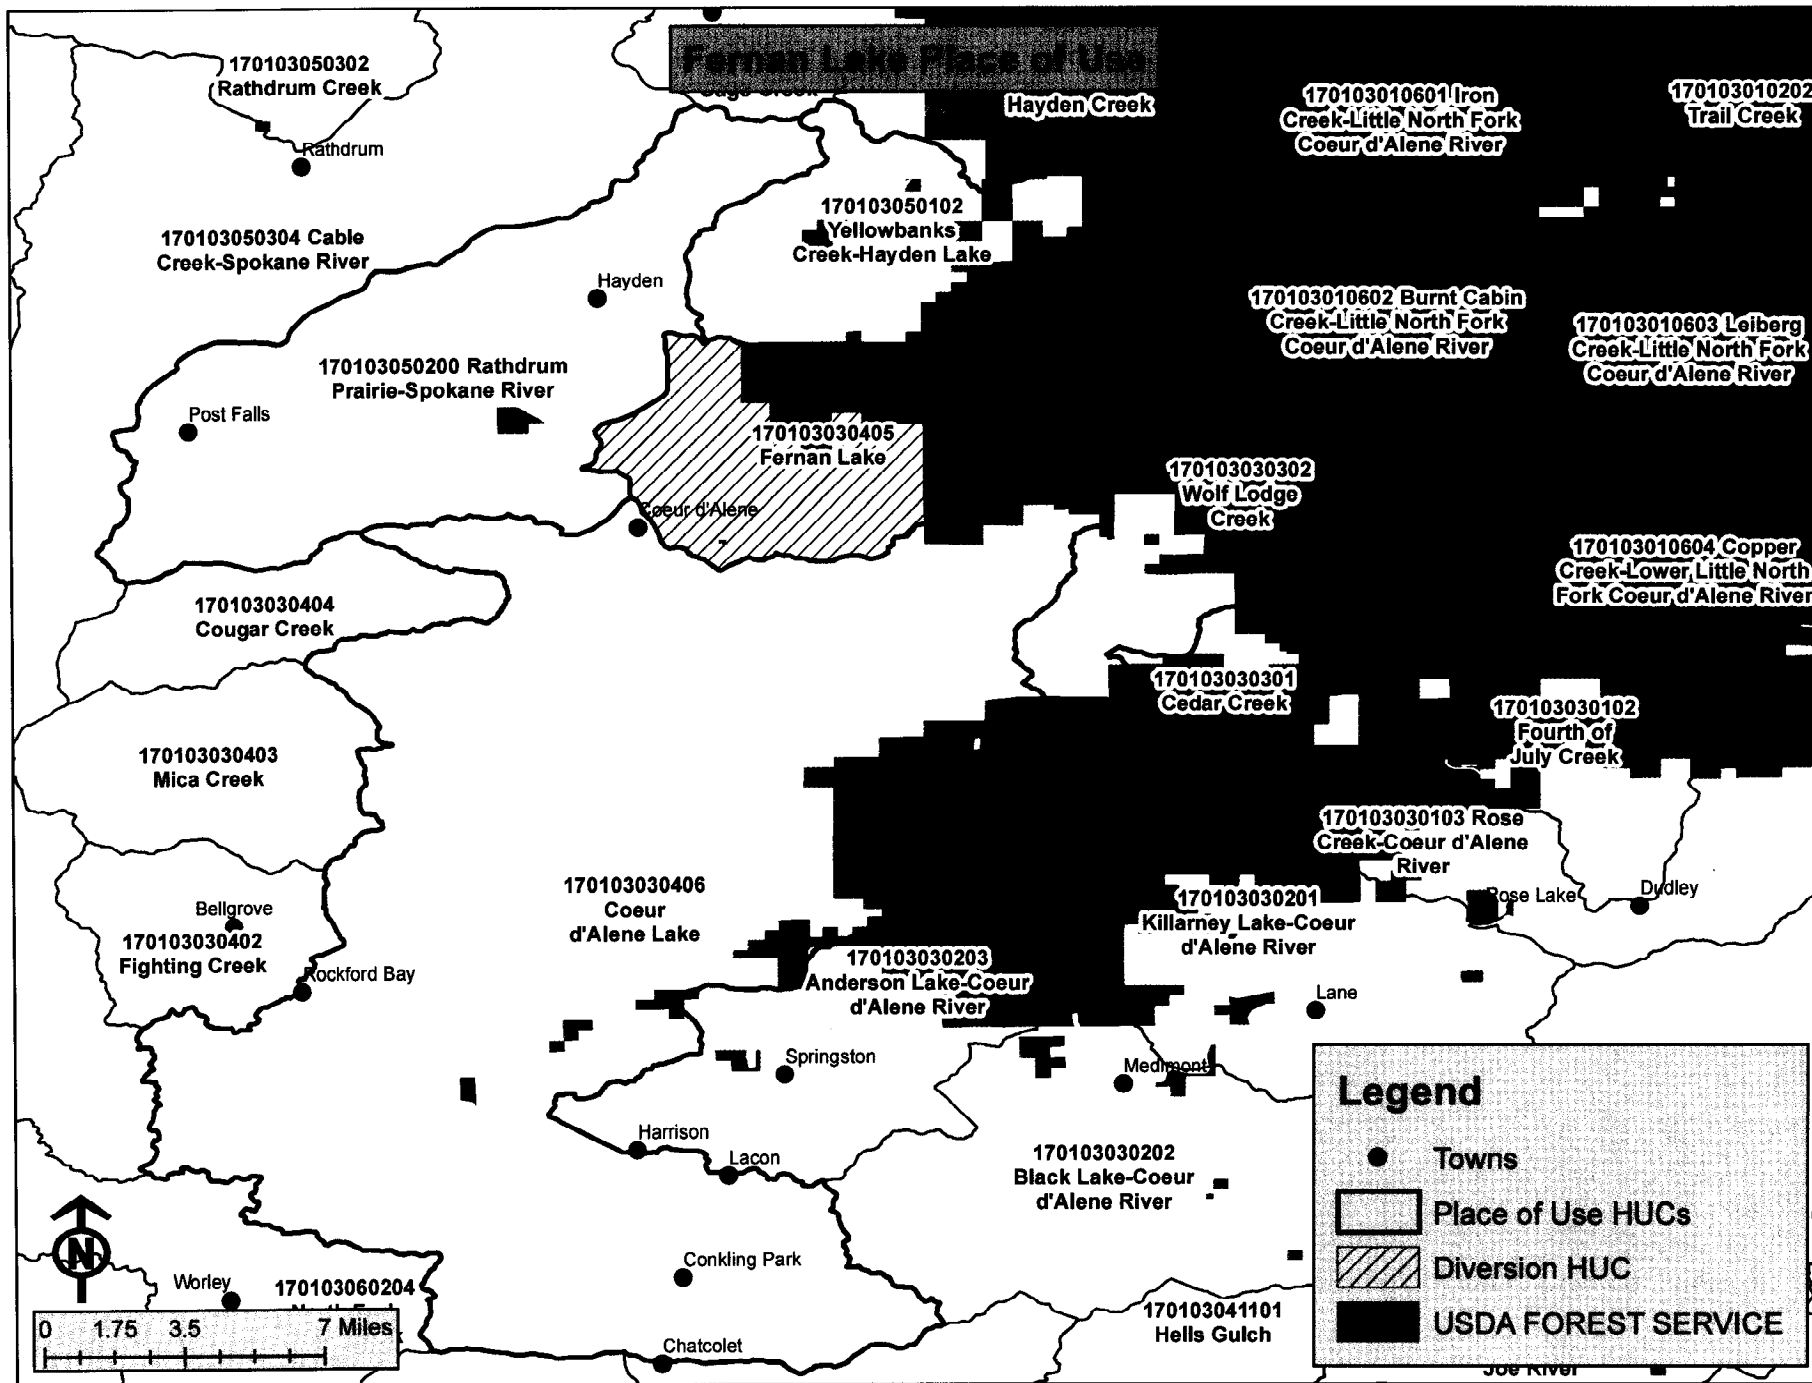 Fernan Lake Place of Use
170103050302
Rathdrum Creek
Hayden Creek
170103010601 Iron
Creek-Little North Fork
Coeur d'Alene River
170103010202
Trail Creek
Rathdrum
170103050102
Yellowbanks
Creek-Hayden Lake
170103050304 Cable
Creek-Spokane River
Hayden
170103010602 Burnt Cabin
Creek-Little North Fork
Coeur d'Alene River
170103010603 Leiberg
Creek-Little North Fork
Coeur d'Alene River
170103050200 Rathdrum
Prairie-Spokane River
Post Falls
170103030405
Fernan Lake
170103030302
Wolf Lodge
Creek
Coeur d'Alene
170103010604 Copper
Creek-Lower Little North
Fork Coeur d'Alene River
170103030404
Cougar Creek
170103030301
Cedar Creek
170103030102
Fourth of
July Creek
170103030403
Mica Creek
170103030103 Rose
Creek-Coeur d'Alene
River
170103030406
Coeur
d'Alene Lake
170103030201
Killarney Lake-Coeur
d'Alene River
Rose Lake
Dudley
Bellgrove
170103030402
Fighting Creek
Rockford Bay
170103030203
Anderson Lake-Coeur
d'Alene River
Lane
Springston
Medimont
Harrison
Lacon
170103030202
Black Lake-Coeur
d'Alene River
Conkling Park
Worley
170103060204
170103041101
Hells Gulch
Chatcolet
Joe River
N
0 1.75 3.5 7 Miles
Legend
Towns
Place of Use HUCs
Diversion HUC
USDA FOREST SERVICE